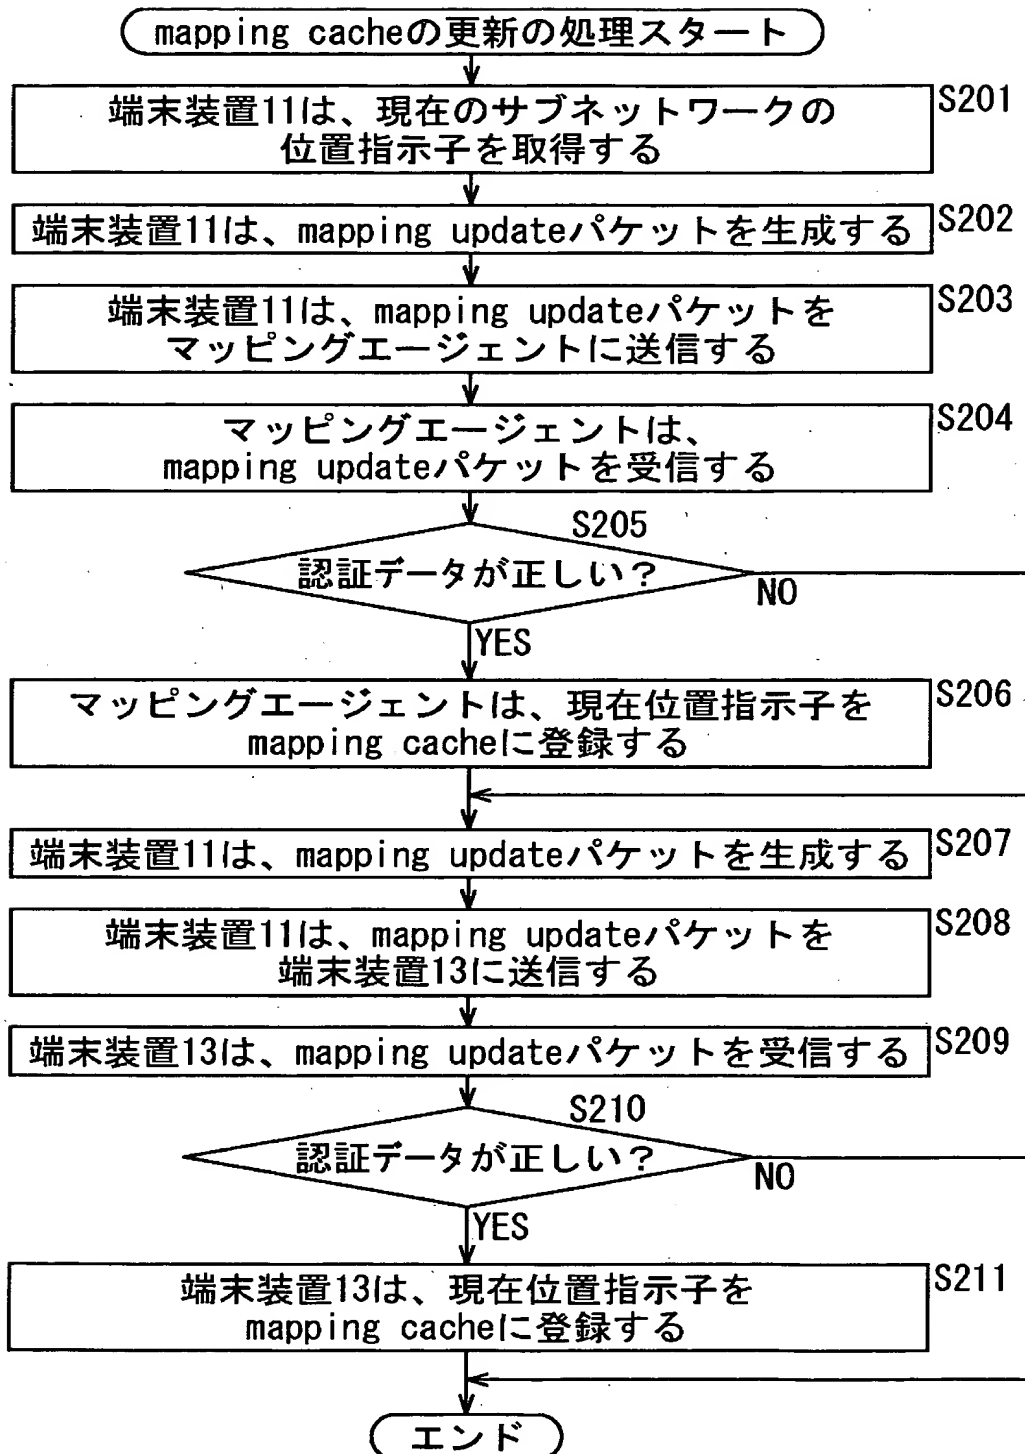 mapping cacheの更新の処理スタート
端末装置11は、現在のサブネットワークの
位置指示子を取得する
S201
端末装置11は、mapping updateパケットを生成する
S202
端末装置11は、mapping updateパケットを
マッピングエージェントに送信する
S203
マッピングエージェントは、
mapping updateパケットを受信する
S204
S205
認証データが正しい?
NO
YES
マッピングエージェントは、現在位置指示子を
mapping cacheに登録する
S206
端末装置11は、mapping updateパケットを生成する
S207
端末装置11は、mapping updateパケットを
端末装置13に送信する
S208
端末装置13は、mapping updateパケットを受信する
S209
S210
認証データが正しい?
NO
YES
端末装置13は、現在位置指示子を
mapping cacheに登録する
S211
エンド